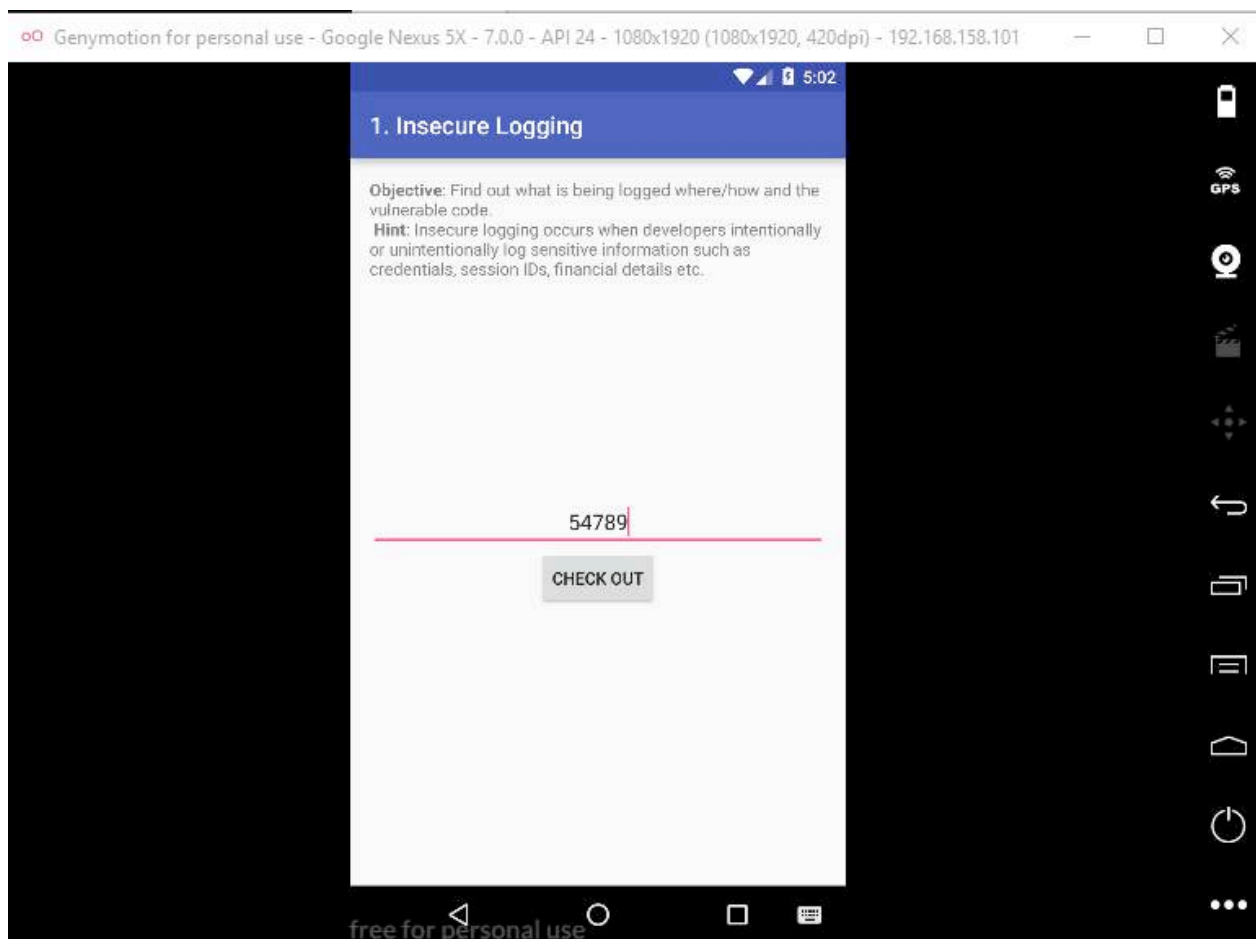 Genymotion for personal use - Google Nexus 5X - 7.0.0 - API 24 - 1080x1920 (1080x1920, 420dpi) - 192.168.158.101
5:02
1. Insecure Logging
Objective: Find out what is being logged where/how and the
vulnerable code.
Hint: Insecure logging occurs when developers intentionally
or unintentionally log sensitive information such as
credentials, session IDs, financial details etc.
54789
CHECK OUT
GPS
free for personal use